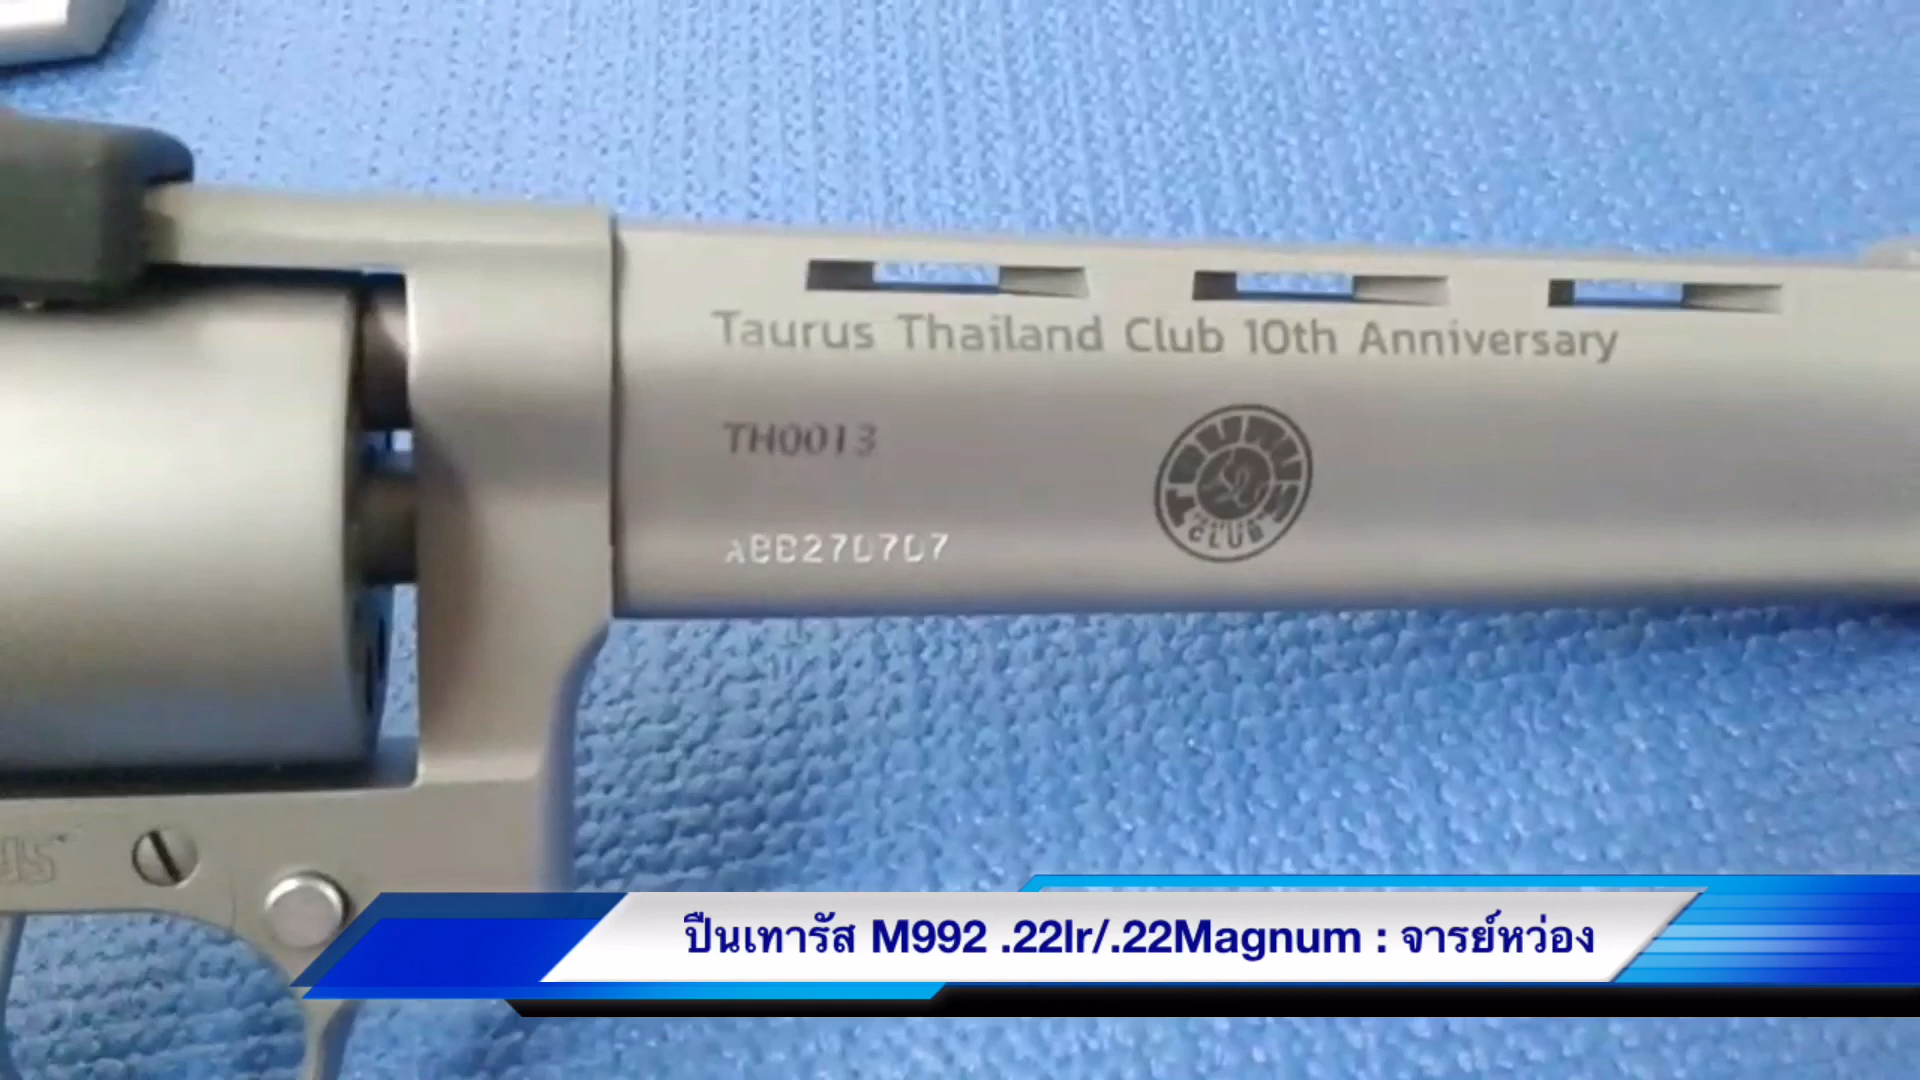 Taurus Thailand Club 10th Anniversary
TH0013
TAURUS
CLUB
ปืนเทารัส M992 .22lr/.22Magnum : จารย์หว่อง